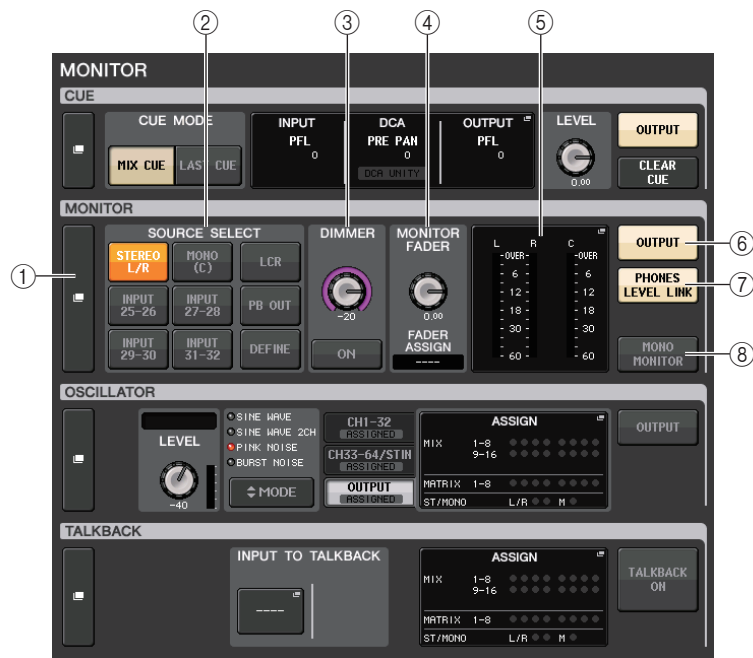 ② ③ ④ ⑤
MONITOR
CUE
CUE MODE
MIX CUE
LAST CUE
INPUT
PFL
0
DCA
PRE PAN
0
DCA UNITY
OUTPUT
PFL
0
LEVEL
0.00
OUTPUT
CLEAR
CUE
MONITOR
①
SOURCE SELECT
STEREO
L/R
MONO
(C)
LCR
INPUT
25-26
INPUT
27-28
PB OUT
INPUT
29-30
INPUT
31-32
DEFINE
DIMMER
-20
ON
MONITOR
FADER
0.00
FADER
ASSIGN
----
L R C
-OVER- -OVER
6 6
12 12
18 18
30 30
60 60
OUTPUT
⑥
PHONES
LEVEL LINK
⑦
MONO
MONITOR
⑧
OSCILLATOR
LEVEL
-40
SINE WAVE
SINE WAVE 2CH
PINK NOISE
BURST NOISE
MODE
CH1-32
ASSIGNED
CH33-64/STIN
ASSIGNED
OUTPUT
ASSIGNED
ASSIGN
MIX 1-8
9-16
MATRIX 1-8
ST/MONO L/R M
OUTPUT
TALKBACK
INPUT TO TALKBACK
----
ASSIGN
MIX 1-8
9-16
MATRIX 1-8
ST/MONO L/R M
TALKBACK
ON